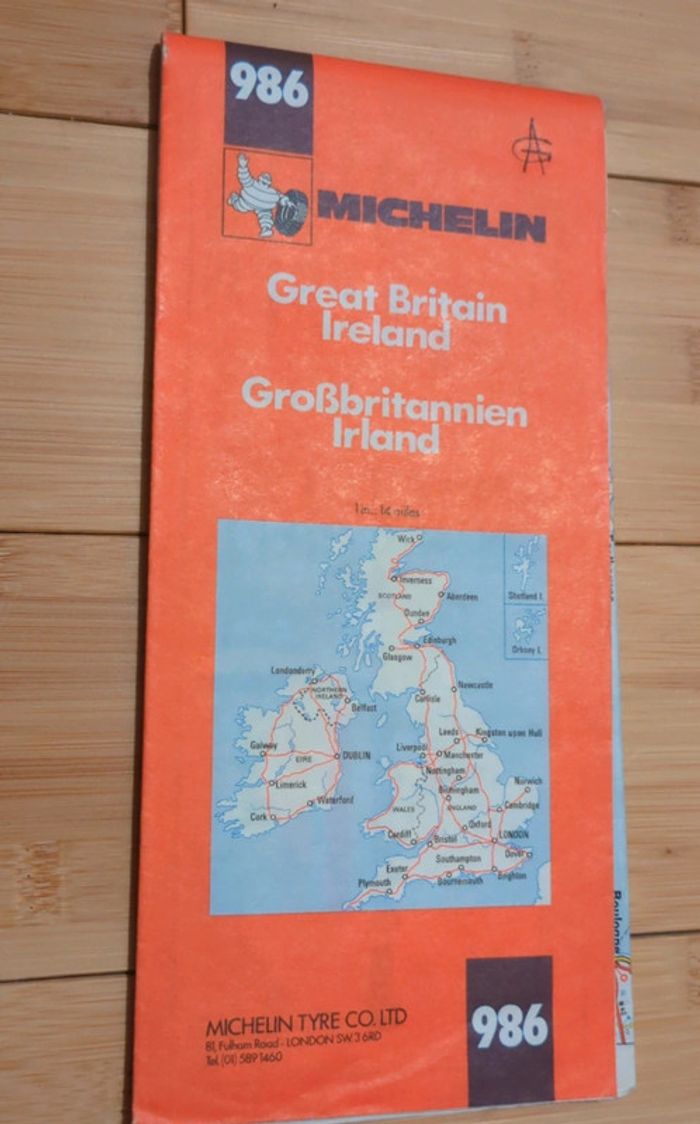 986
MICHELIN
Great Britain
Ireland
Großbritannien
Irland
1 in.: 14 miles
Wick
Inverness
SCOTLAND
Aberdeen
Shetland I.
Dundee
Orkney I.
Edinburgh
Glasgow
Londonderry
NORTHERN
IRELAND
Newcastle
Carlisle
Belfast
Leeds
Kingston upon Hull
Galway
Liverpool
Manchester
EIRE
DUBLIN
Nottingham
Limerick
Birmingham
Norwich
Waterford
WALES
ENGLAND
Cambridge
Cork
Oxford
Cardiff
Bristol
LONDON
Dover
Southampton
Exeter
Brighton
Plymouth
Bournemouth
Boulogne
MICHELIN TYRE CO. LTD
81, Fulham Road - LONDON SW.3 6RD
Tel. (01) 589 1460
986